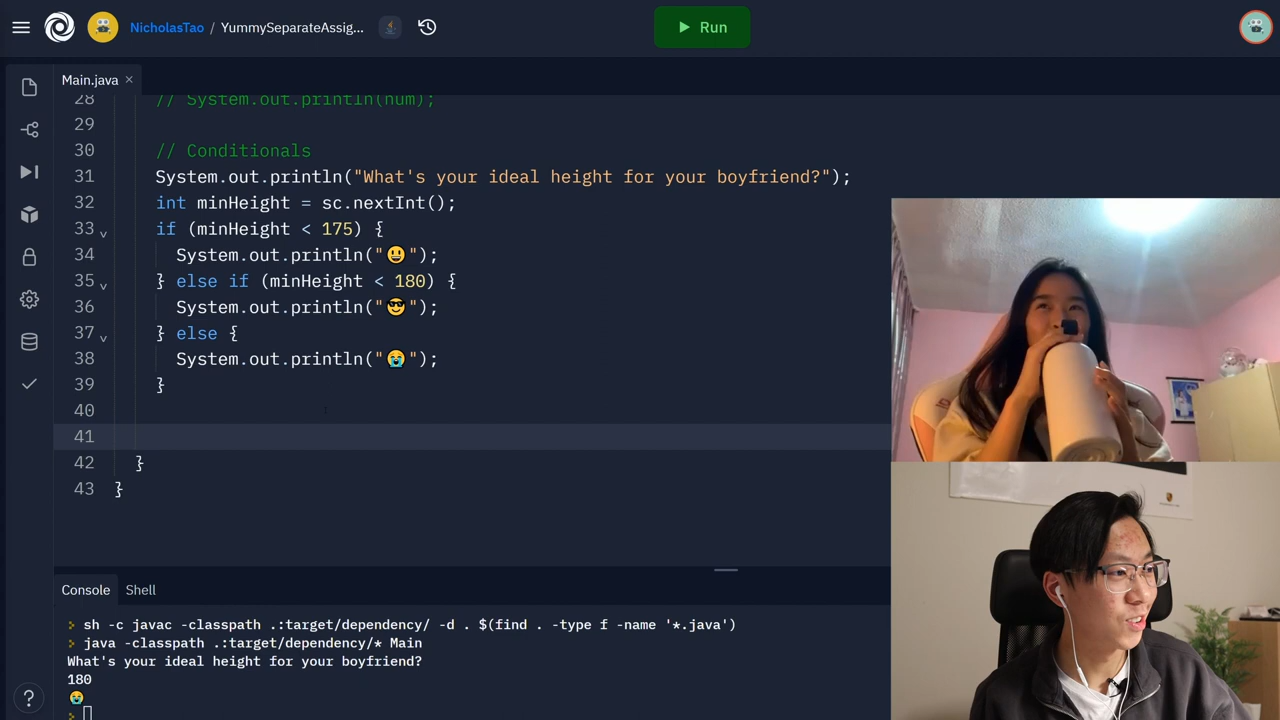 NicholasTao / YummySeparateAssig...
Run
Main.java ×
28 // System.out.println(num);
29
30 // Conditionals
31 System.out.println("What's your ideal height for your boyfriend?");
32 int minHeight = sc.nextInt();
33 if (minHeight < 175) {
34 System.out.println("😃");
35 } else if (minHeight < 180) {
36 System.out.println("😎");
37 } else {
38 System.out.println("😭");
39 }
40
41
42 }
43 }
Console Shell
sh -c javac -classpath .:target/dependency/ -d . $(find . -type f -name '*.java')
java -classpath .:target/dependency/* Main
What's your ideal height for your boyfriend?
180
😭
?